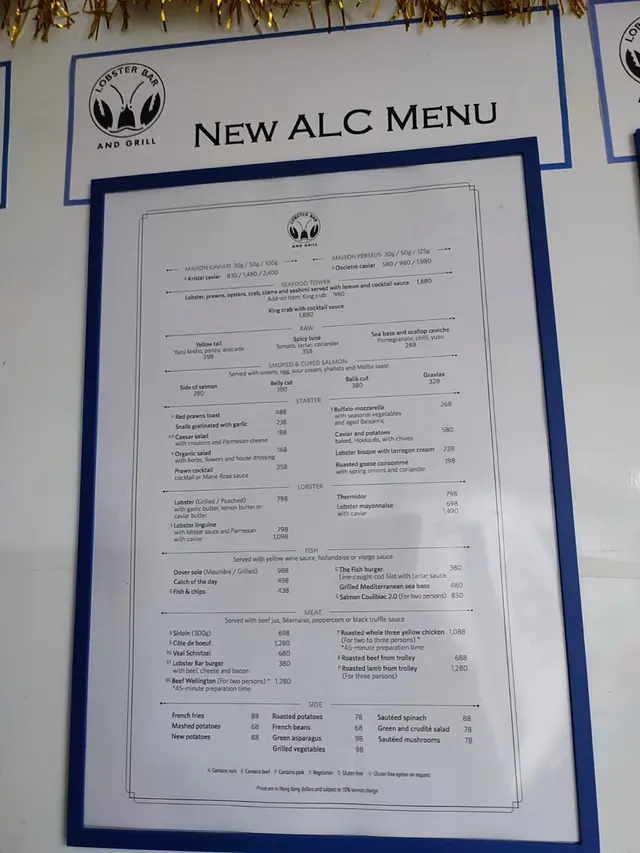 LOBSTER BAR
AND GRILL
NEW ALC MENU
LOBSTER BAR
AND GRILL
MAISON KAVIARI 30g / 50g / 100g
Kristal caviar 830 / 1,480 / 2,400
MAISON PERSEUS 30g / 50g / 125g
Oscietre caviar 580 / 980 / 1,980
SEAFOOD TOWER
Lobster, prawns, oysters, crab, clams and sashimi served with lemon and cocktail sauce 1,880
Add-on item: King crab 980
King crab with cocktail sauce
1,880
RAW
Yellow tail
Yuzu kosho, ponzu, avocado
298
Spicy tuna
Tomato, tartar, coriander
358
Sea bass and scallop ceviche
Pomegranate, chilli, yuzu
288
SMOKED & CURED SALMON
Served with onions, egg, sour cream, shallots and Melba toast
Side of salmon
280
Belly cut
380
Balik cut
380
Gravlax
328
STARTER
Red prawns toast 488
Snails gratinated with garlic 238
Caesar salad 188
with croutons and Parmesan cheese
Organic salad 168
with herbs, flowers and house dressing
Prawn cocktail 258
cocktail or Marie Rose sauce
Buffalo mozzarella 268
with seasonal vegetables
and aged Balsamic
Caviar and potatoes 580
baked, Hokkaido, with chives
Lobster bisque with tarragon cream 228
Roasted goose consommé 198
with spring onions and coriander
LOBSTER
Lobster (Grilled / Poached) 798
with garlic butter, lemon butter or
caviar butter
Lobster linguine
with lobster sauce and Parmesan 798
with caviar 1,098
Thermidor 798
Lobster mayonnaise 698
with caviar 1,490
FISH
Served with yellow wine sauce, hollandaise or vierge sauce
Dover sole (Meunière / Grilled) 988
Catch of the day 498
Fish & chips 438
The Fish burger 380
Line-caught cod filet with tartar sauce
Grilled Mediterranean sea bass 480
Salmon Coulibiac 2.0 (For two persons) 850
MEAT
Served with beef jus, Béarnaise, peppercorn or black truffle sauce
Sirloin (300g) 698
Côte de boeuf 1,280
Veal Schnitzel 680
Lobster Bar burger 380
with beef, cheese and bacon
Beef Wellington (For two persons) * 1,280
*45-minute preparation time
Roasted whole three yellow chicken 1,088
(For two to three persons) *
*45-minute preparation time
Roasted beef from trolley 688
Roasted lamb from trolley 1,280
(For three persons)
SIDE
French fries 88
Mashed potatoes 68
New potatoes 88
Roasted potatoes 78
French beans 68
Green asparagus 98
Grilled vegetables 98
Sautéed spinach 88
Green and crudité salad 78
Sautéed mushrooms 78
N Contains nuts B Contains beef P Contains pork V Vegetarian Gluten free Gluten free option on request
Prices are in Hong Kong dollars and subject to 10% service charge